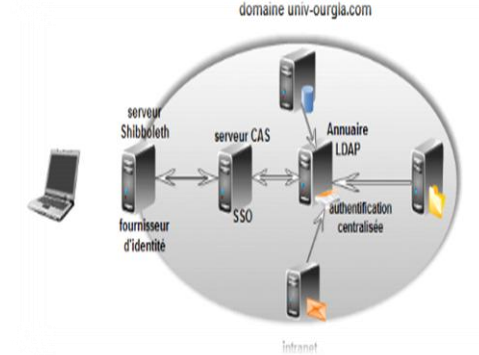 domaine univ-ourgla.com
serveur
Shibboleth
serveur CAS
Annuaire
LDAP
fournisseur
d'identité
SSO
authentification
centralisée
intranet